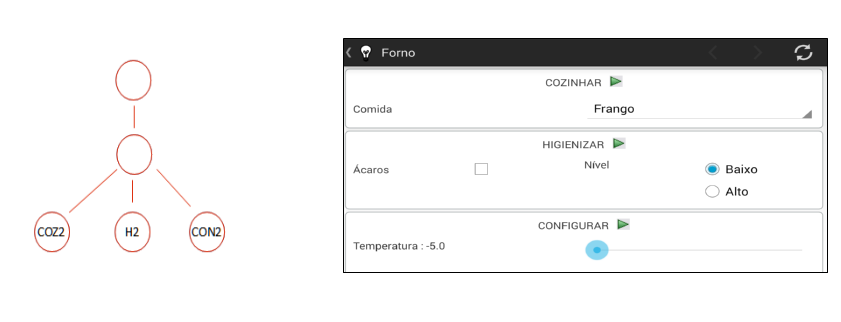 COZ2
H2
CON2
Forno
COZINHAR
Comida
Frango
HIGIENIZAR
Ácaros
Nível
Baixo
Alto
CONFIGURAR
Temperatura : -5.0